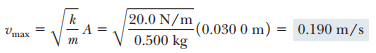 v_max = √(k/m) A = √(20.0 N/m / 0.500 kg) (0.030 0 m) = 0.190 m/s